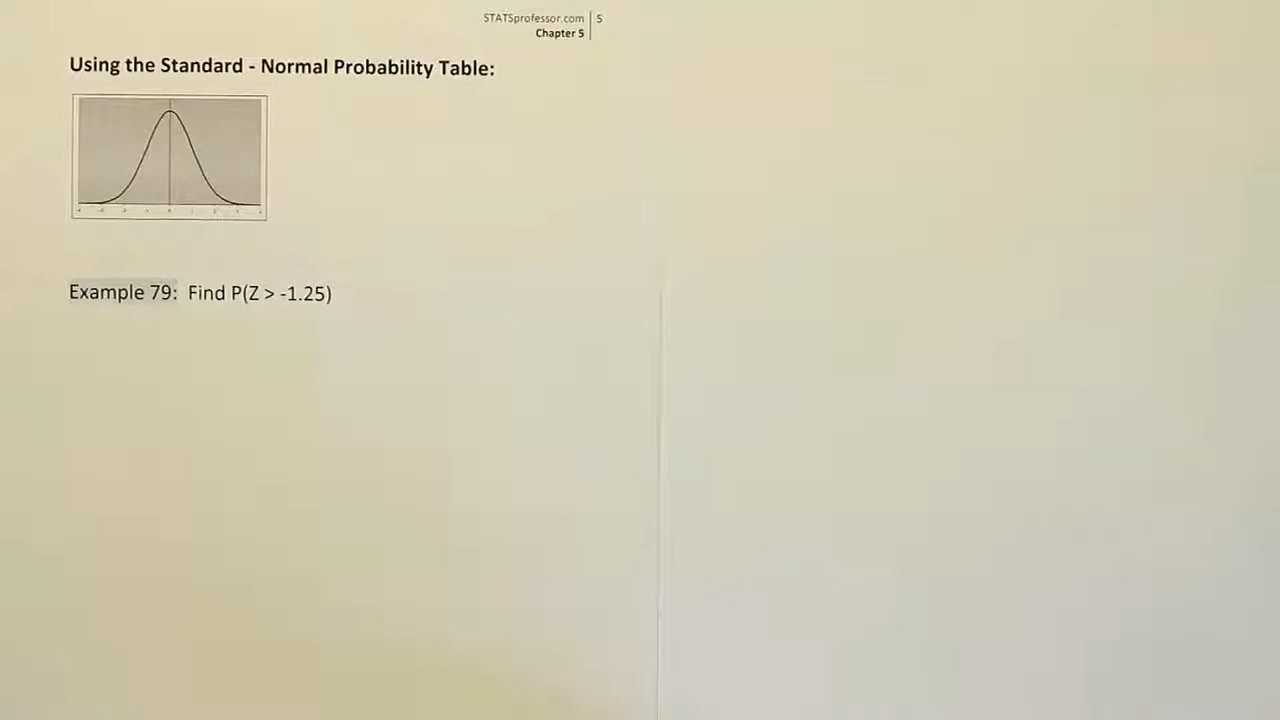 STATSprofessor.com 5
Chapter 5
Using the Standard - Normal Probability Table:
Example 79: Find P(Z > -1.25)